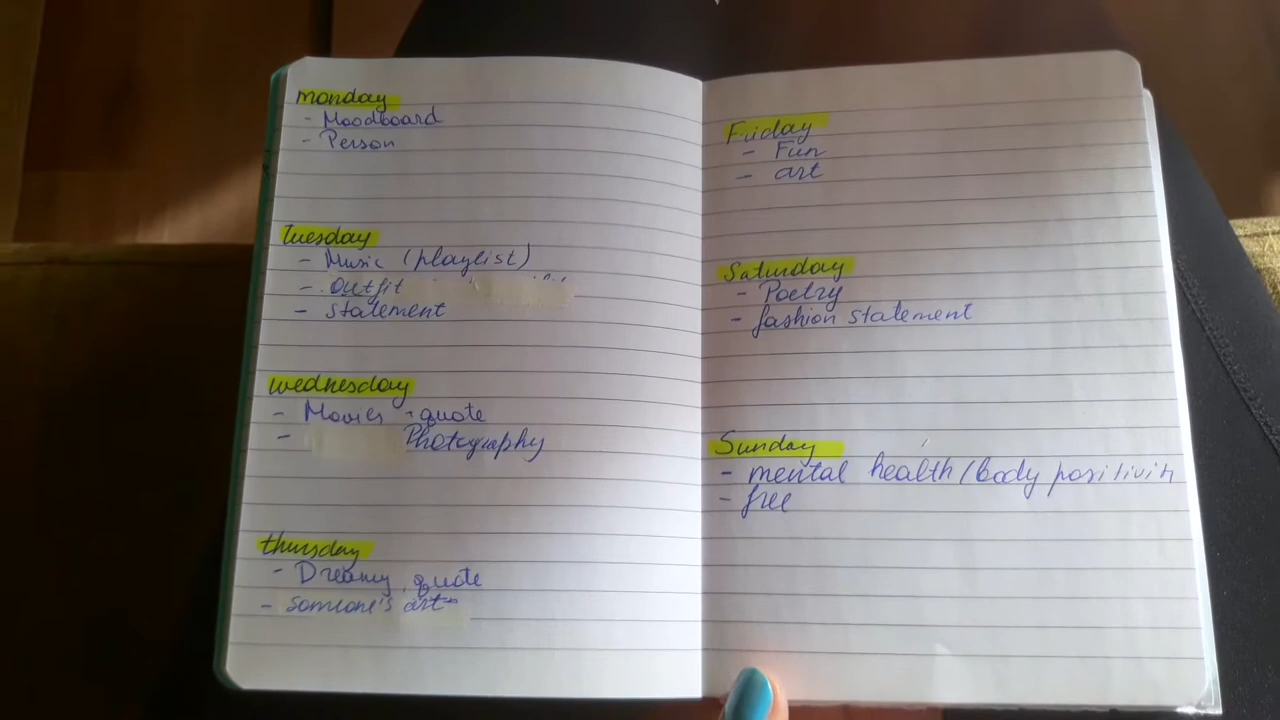 monday
- Moodboard
- Person
tuesday
- Music (playlist)
- outfit
- statement
wednesday
- Movies - quote
- Photography
thursday
- Dreamy quote
- Someone's art
Friday
- Fun
- art
Saturday
- Poetry
- fashion statement
Sunday
- mental health/body positivity
- free